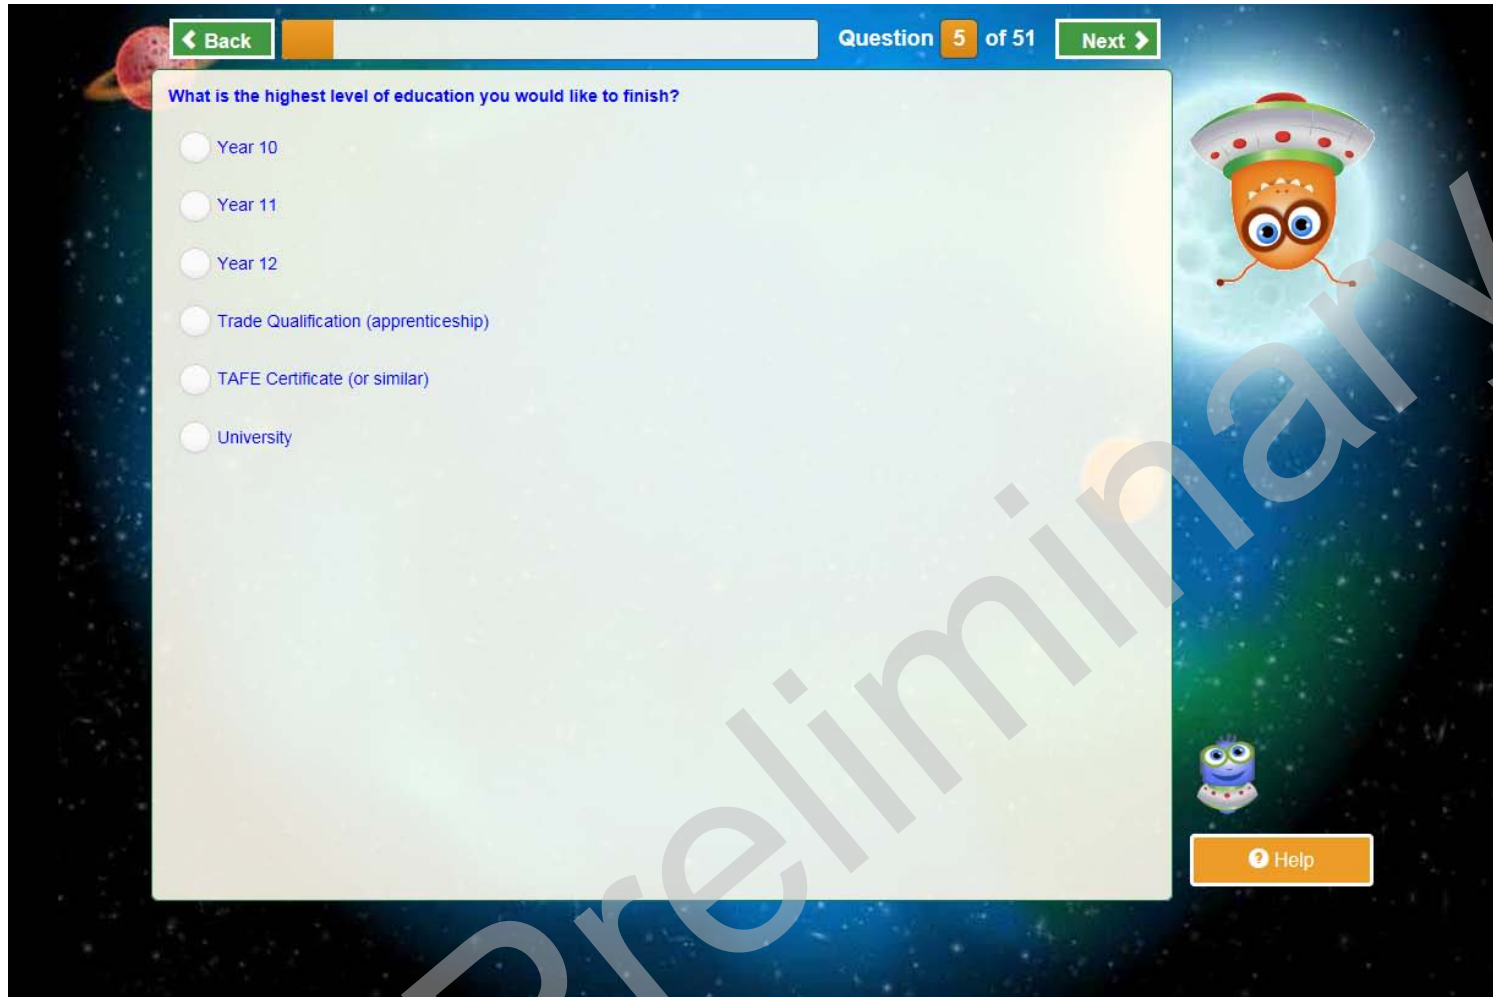 Back
Question 5 of 51
Next
What is the highest level of education you would like to finish?
Year 10
Year 11
Year 12
Trade Qualification (apprenticeship)
TAFE Certificate (or similar)
University
? Help
Preliminary